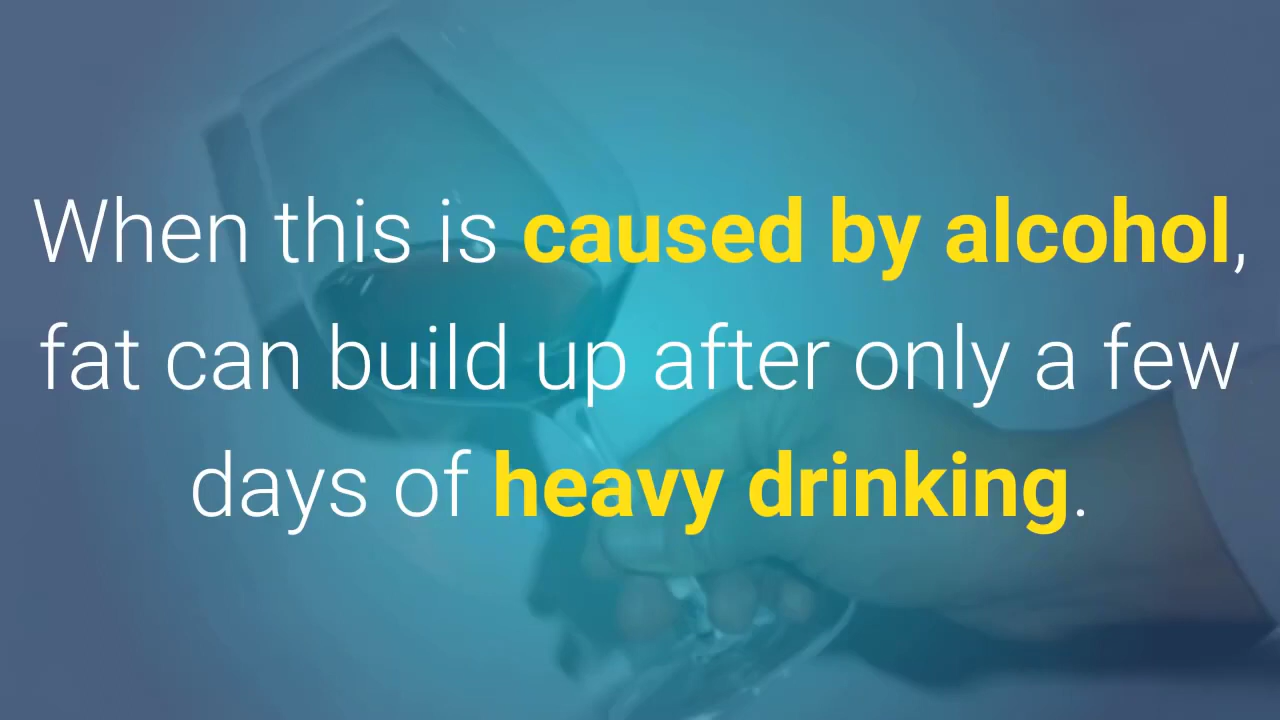 When this is caused by alcohol,
fat can build up after only a few
days of heavy drinking.